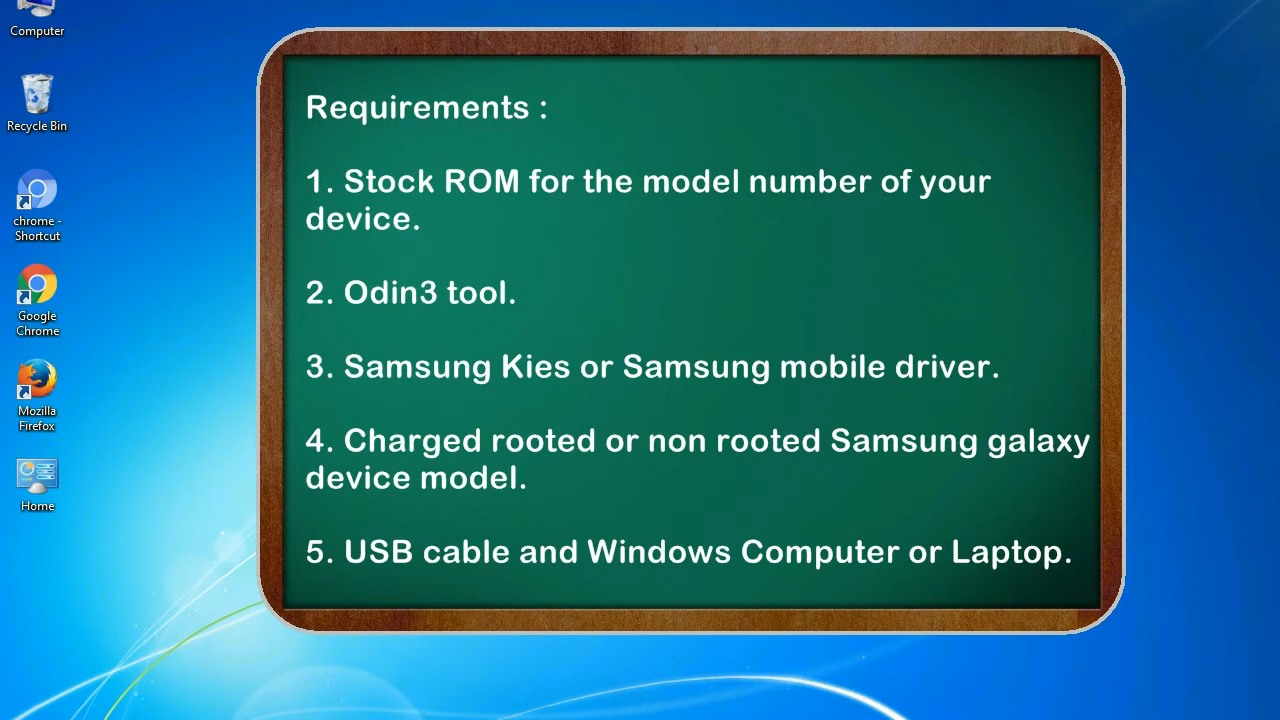 Computer
Recycle Bin
chrome -
Shortcut
Google
Chrome
Mozilla
Firefox
Home
Requirements :
1. Stock ROM for the model number of your
device.
2. Odin3 tool.
3. Samsung Kies or Samsung mobile driver.
4. Charged rooted or non rooted Samsung galaxy
device model.
5. USB cable and Windows Computer or Laptop.